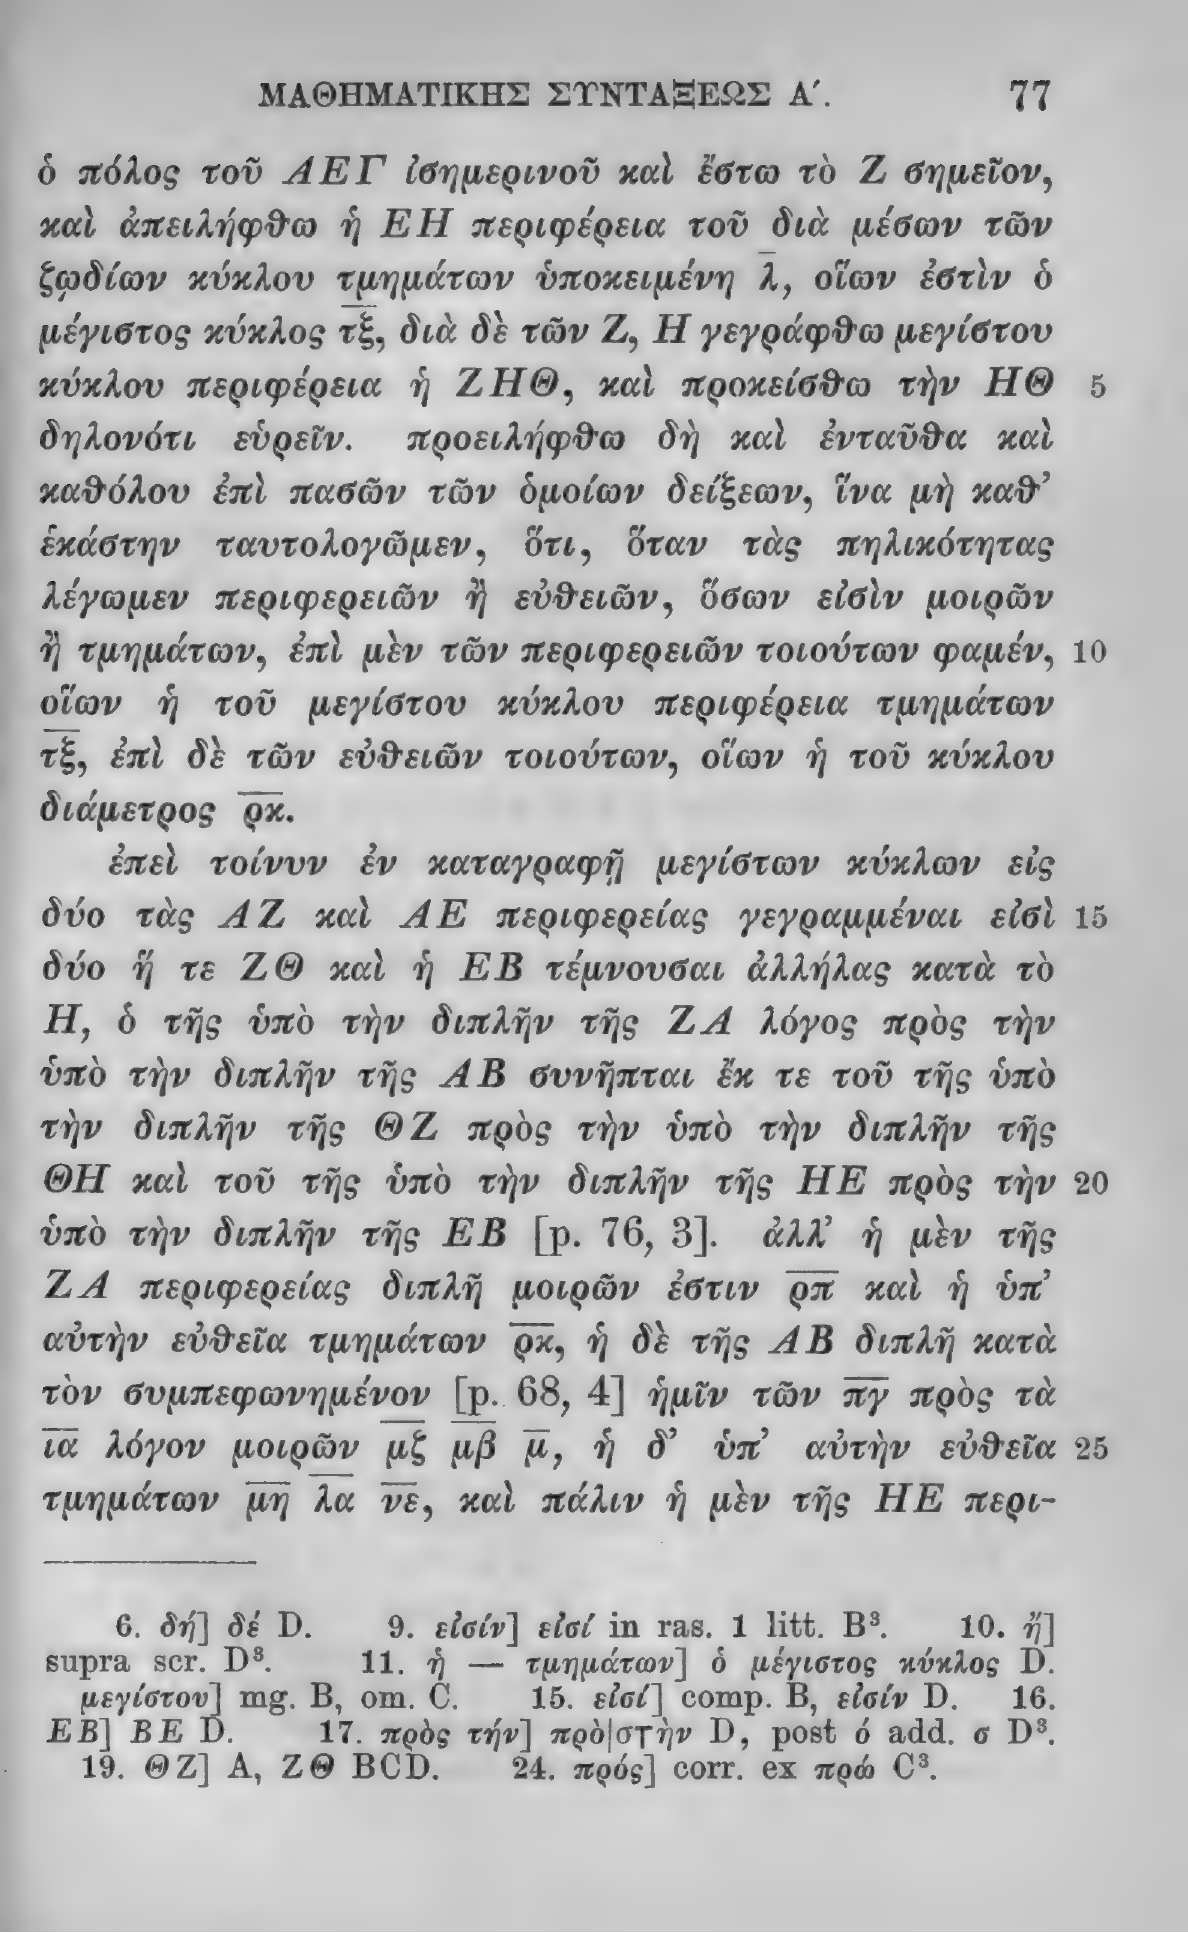 ΜΑΘΗΜΑΤΙΚΗΣ ΣΥΝΤΑΞΕΩΣ Α΄. 77
ὁ πόλος τοῦ ΑΕΓ ἰσημερινοῦ καὶ ἔστω τὸ Ζ σημεῖον,
καὶ ἀπειλήφθω ἡ ΕΗ περιφέρεια τοῦ διὰ μέσων τῶν
ζῳδίων κύκλου τμημάτων ὑποκειμένη λ̅, οἵων ἐστὶν ὁ
μέγιστος κύκλος τ̅ξ̅, διὰ δὲ τῶν Ζ, Η γεγράφθω μεγίστου
κύκλου περιφέρεια ἡ ΖΗΘ, καὶ προκείσθω τὴν ΗΘ 5
δηλονότι εὑρεῖν. προειλήφθω δὴ καὶ ἐνταῦθα καὶ
καθόλου ἐπὶ πασῶν τῶν ὁμοίων δείξεων, ἵνα μὴ καθ’
ἑκάστην ταυτολογῶμεν, ὅτι, ὅταν τὰς πηλικότητας
λέγωμεν περιφερειῶν ἢ εὐθειῶν, ὅσων εἰσὶν μοιρῶν
ἢ τμημάτων, ἐπὶ μὲν τῶν περιφερειῶν τοιούτων φαμέν, 10
οἵων ἡ τοῦ μεγίστου κύκλου περιφέρεια τμημάτων
τ̅ξ̅, ἐπὶ δὲ τῶν εὐθειῶν τοιούτων, οἵων ἡ τοῦ κύκλου
διάμετρος ρ̅κ̅.
ἐπεὶ τοίνυν ἐν καταγραφῇ μεγίστων κύκλων εἰς
δύο τὰς ΑΖ καὶ ΑΕ περιφερείας γεγραμμέναι εἰσὶ 15
δύο ἥ τε ΖΘ καὶ ἡ ΕΒ τέμνουσαι ἀλλήλας κατὰ τὸ
Η, ὁ τῆς ὑπὸ τὴν διπλῆν τῆς ΖΑ λόγος πρὸς τὴν
ὑπὸ τὴν διπλῆν τῆς ΑΒ συνῆπται ἔκ τε τοῦ τῆς ὑπὸ
τὴν διπλῆν τῆς ΘΖ πρὸς τὴν ὑπὸ τὴν διπλῆν τῆς
ΘΗ καὶ τοῦ τῆς ὑπὸ τὴν διπλῆν τῆς ΗΕ πρὸς τὴν 20
ὑπὸ τὴν διπλῆν τῆς ΕΒ [p. 76, 3]. ἀλλ’ ἡ μὲν τῆς
ΖΑ περιφερείας διπλῆ μοιρῶν ἐστιν ρ̅π̅ καὶ ἡ ὑπ’
αὐτὴν εὐθεῖα τμημάτων ρ̅κ̅, ἡ δὲ τῆς ΑΒ διπλῆ κατὰ
τὸν συμπεφωνημένον [p. 68, 4] ἡμῖν τῶν π̅γ̅ πρὸς τὰ
ι̅α̅ λόγον μοιρῶν μ̅ζ̅ μ̅β̅ μ̅, ἡ δ’ ὑπ’ αὐτὴν εὐθεῖα 25
τμημάτων μ̅η̅ λ̅α̅ ν̅ε̅, καὶ πάλιν ἡ μὲν τῆς ΗΕ περι-
6. δή] δέ D. 9. εἰσίν] εἰσί in ras. 1 litt. B³. 10. ἤ]
supra scr. D³. 11. ἡ — τμημάτων] ὁ μέγιστος κύκλος D.
μεγίστου] mg. B, om. C. 15. εἰσί] comp. B, εἰσίν D. 16.
ΕΒ] ΒΕ D. 17. πρὸς τήν] πρὸ|στὴν D, post ό add. σ D³.
19. ΘΖ] A, ΖΘ BCD. 24. πρός] corr. ex πρώ C³.